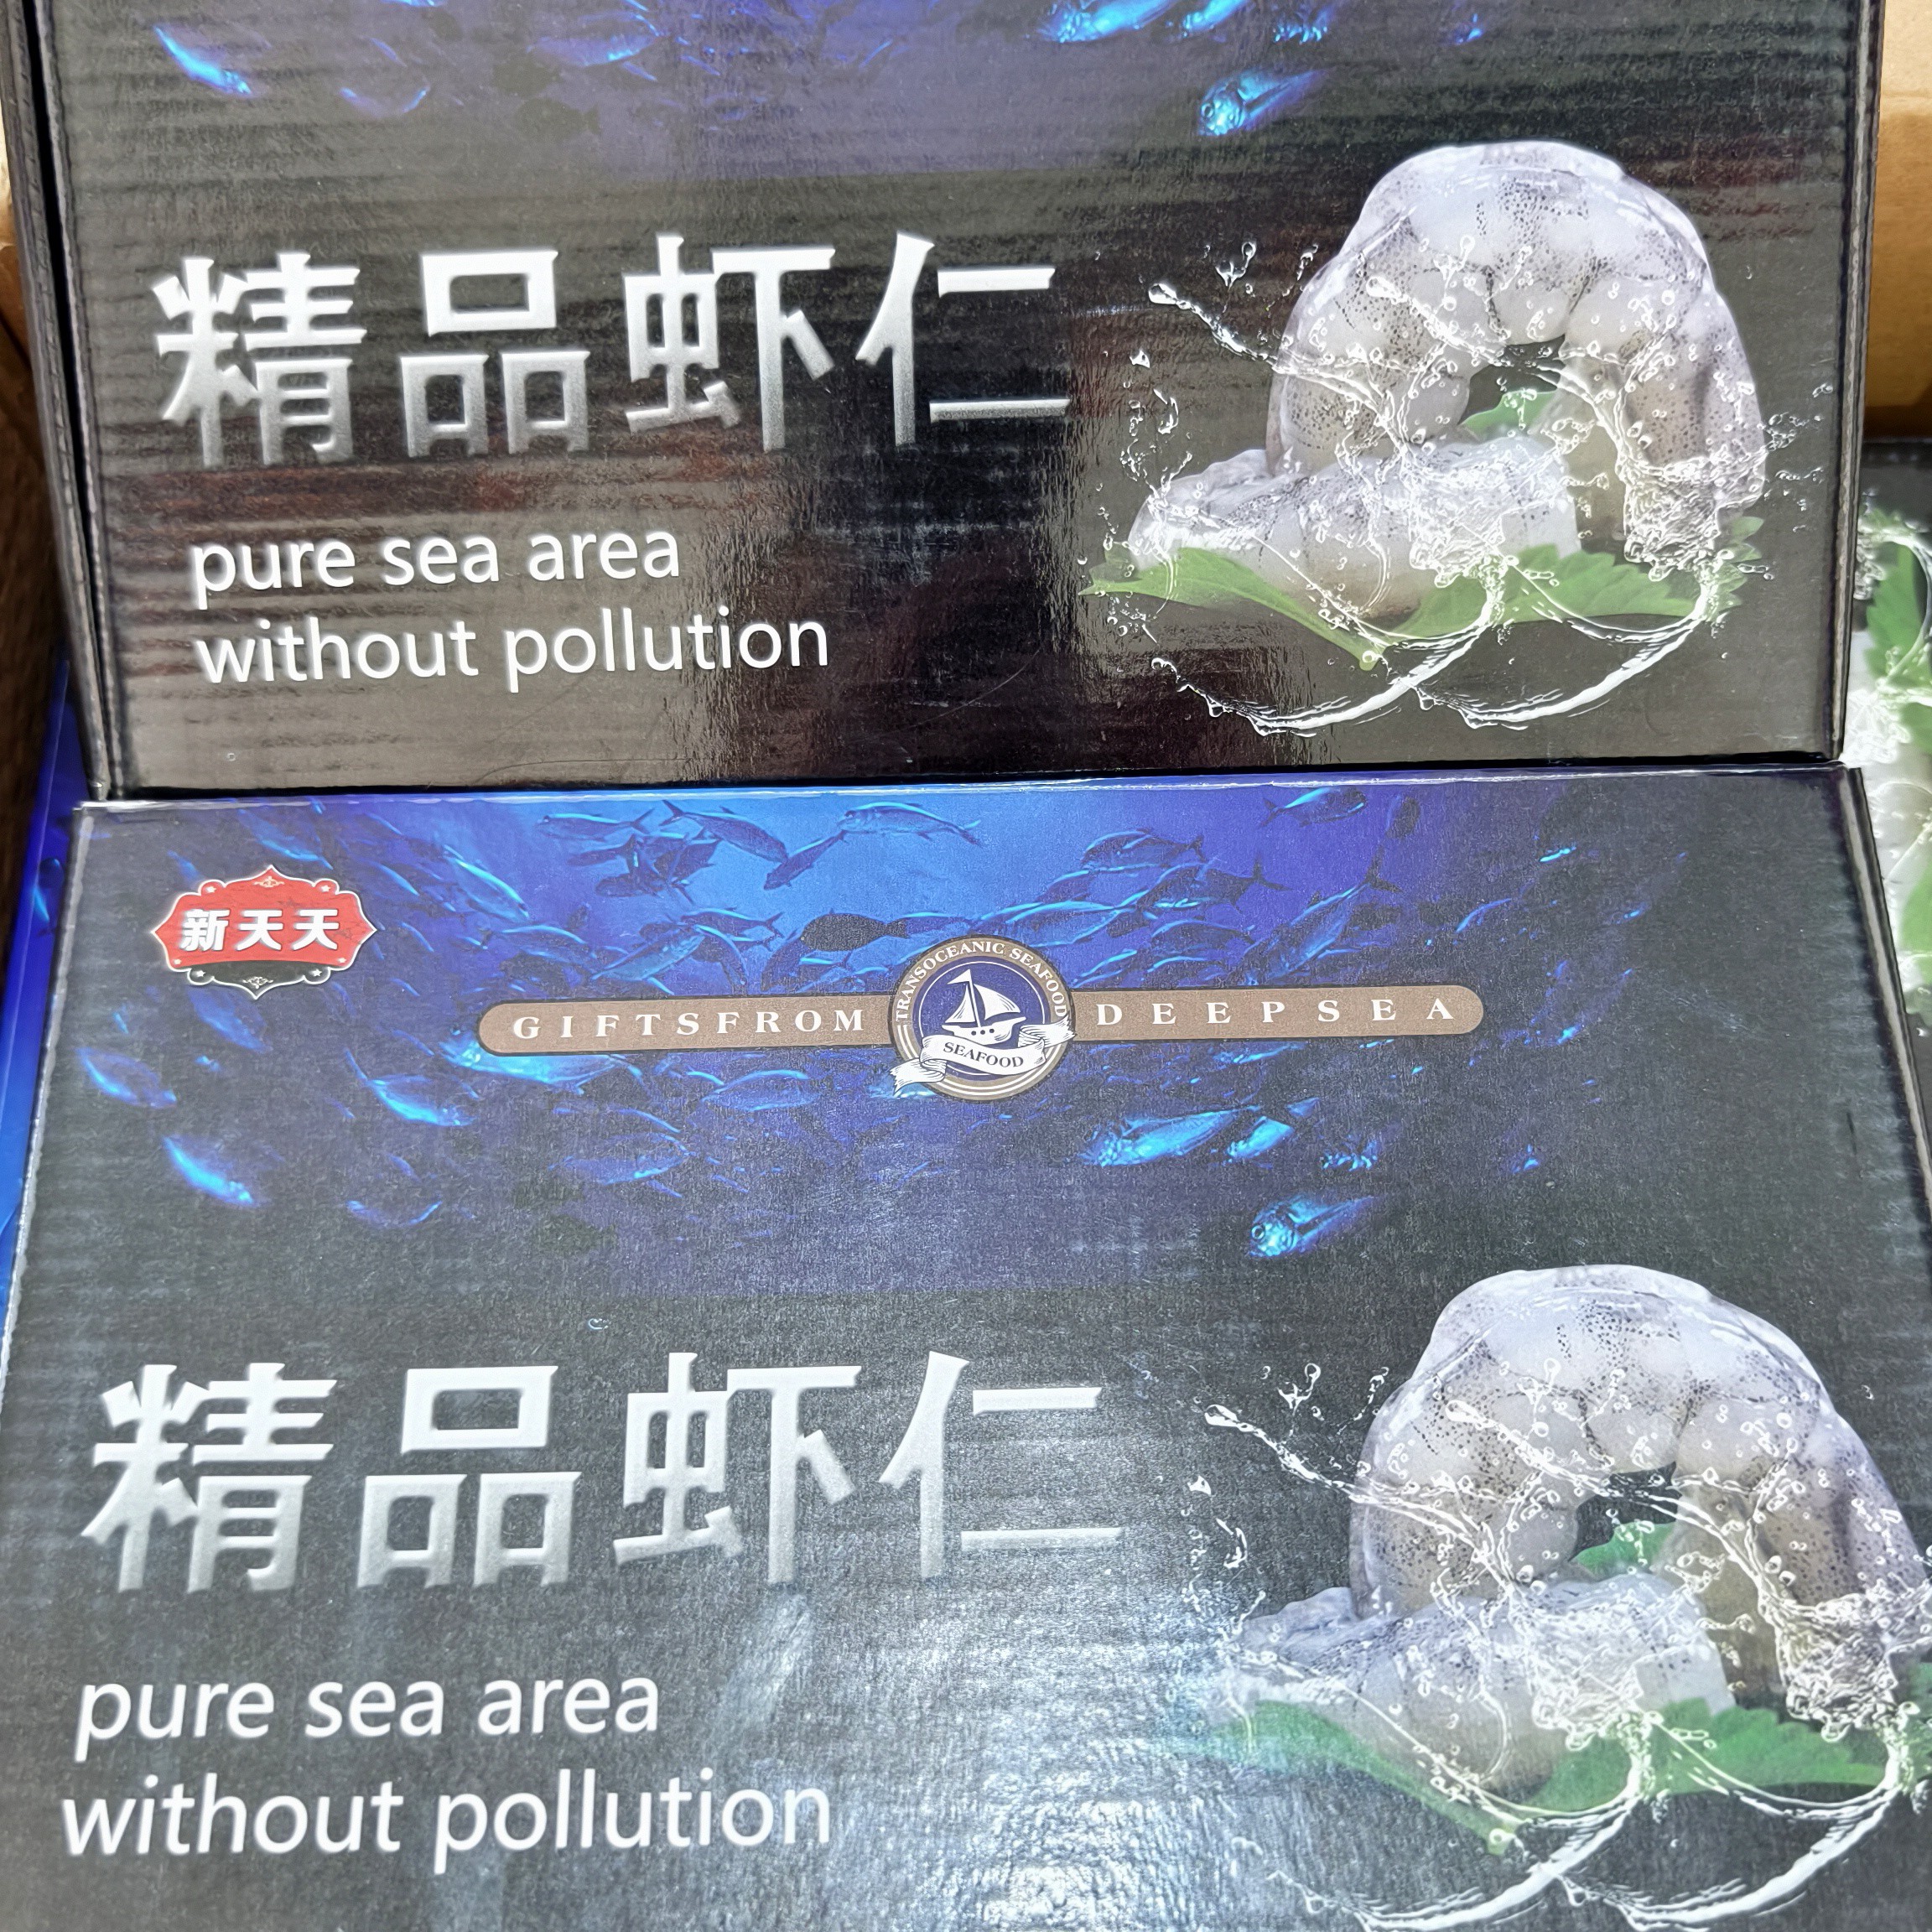 精品虾仁
pure sea area
without pollution
新天天
GIFTSFROM
TRANSOCEANIC SEAFOOD
SEAFOOD
DEEPSEA
精品虾仁
pure sea area
without pollution